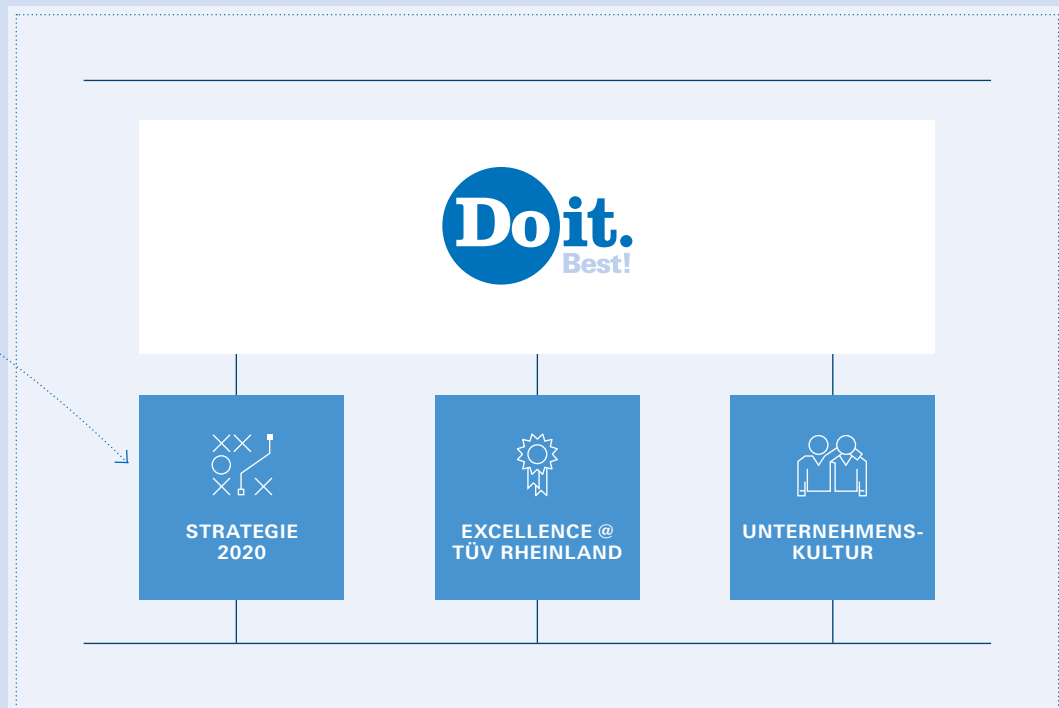 Do it.
Best!
STRATEGIE
2020
EXCELLENCE @
TÜV RHEINLAND
UNTERNEHMENS-
KULTUR